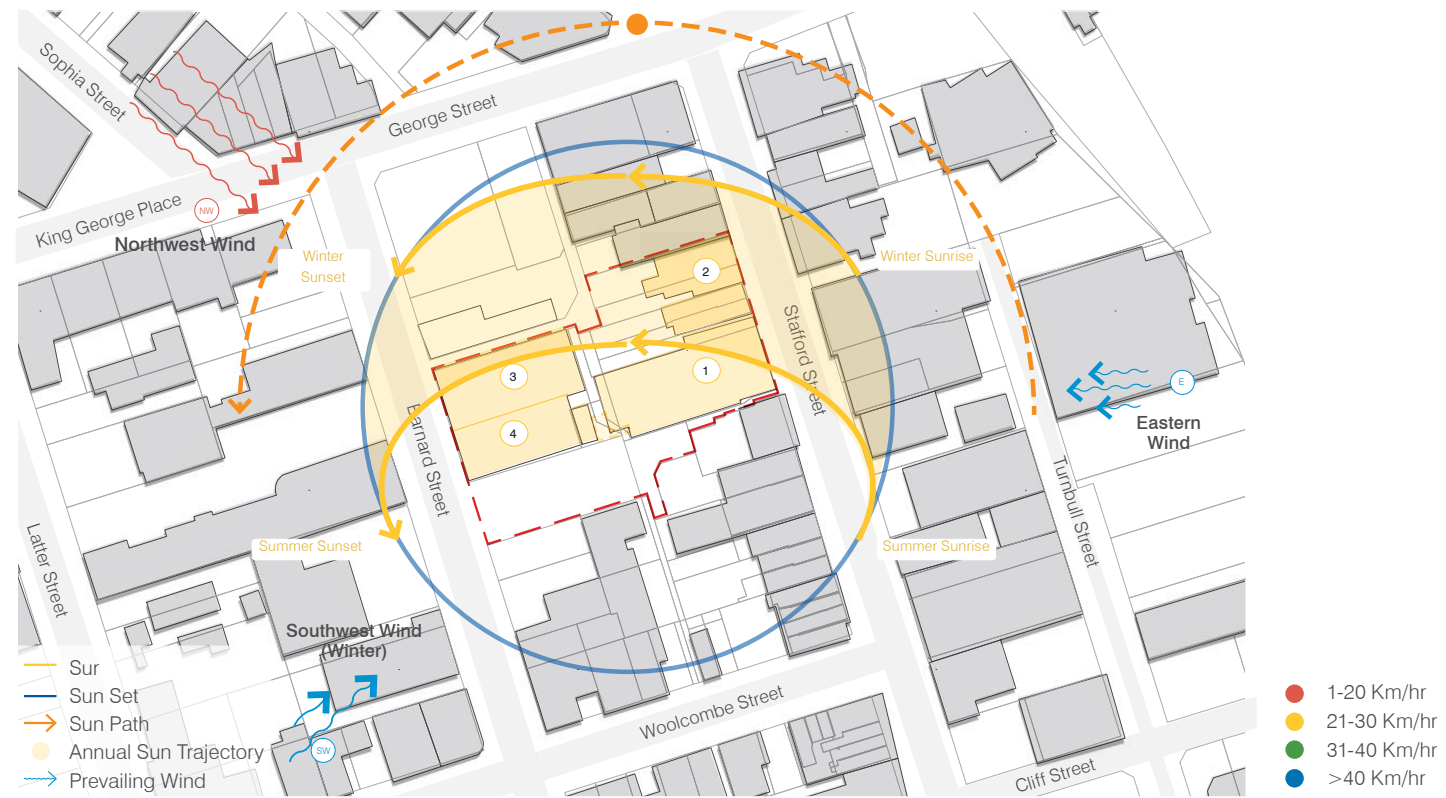 Sophia Street
George Street
King George Place
NW
Northwest Wind
Winter
Sunset
Winter Sunrise
2
Stafford Street
1
3
4
E
Eastern
Wind
Barnard Street
Turnbull Street
Summer Sunset
Summer Sunrise
Latter Street
Southwest Wind
(Winter)
SW
Woolcombe Street
Cliff Street
Sur
Sun Set
Sun Path
Annual Sun Trajectory
Prevailing Wind
1-20 Km/hr
21-30 Km/hr
31-40 Km/hr
>40 Km/hr